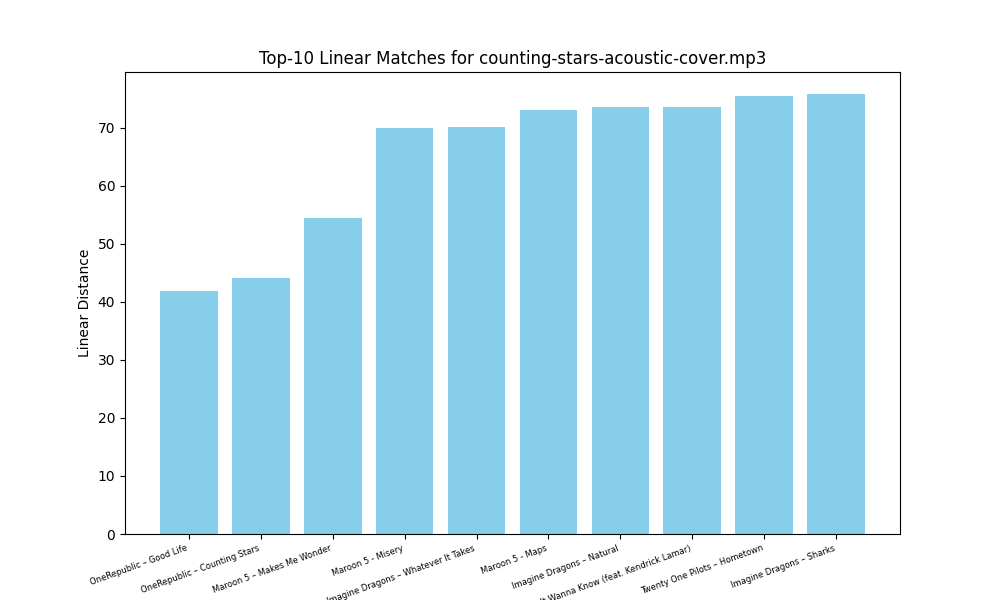 Top-10 Linear Matches for counting-stars-acoustic-cover.mp3
Linear Distance
70
60
50
40
30
20
10
0
OneRepublic – Good Life
OneRepublic – Counting Stars
Maroon 5 – Makes Me Wonder
Maroon 5 - Misery
Imagine Dragons – Whatever It Takes
Maroon 5 - Maps
Imagine Dragons – Natural
Wanna Know (feat. Kendrick Lamar)
Twenty One Pilots – Hometown
Imagine Dragons – Sharks